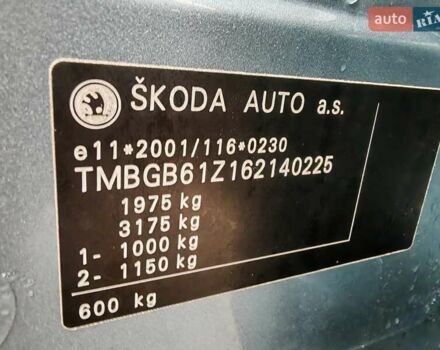 auto RIA
ŠKODA AUTO a.s.
e11*2001/116*0230
TMBGB61Z162140225
1975 kg
3175 kg
1- 1000 kg
2- 1150 kg
600 kg